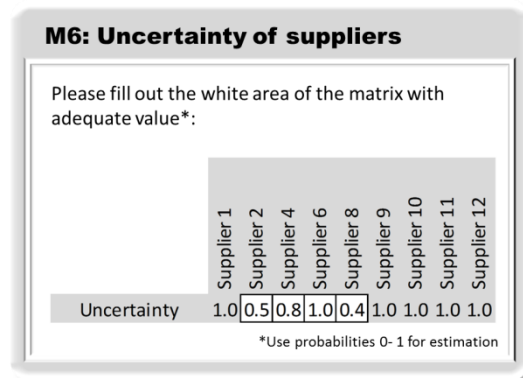 M6: Uncertainty of suppliers
Please fill out the white area of the matrix with
adequate value*:
Supplier 1
Supplier 2
Supplier 4
Supplier 6
Supplier 8
Supplier 9
Supplier 10
Supplier 11
Supplier 12
Uncertainty 1.0 0.5 0.8 1.0 0.4 1.0 1.0 1.0 1.0
*Use probabilities 0- 1 for estimation